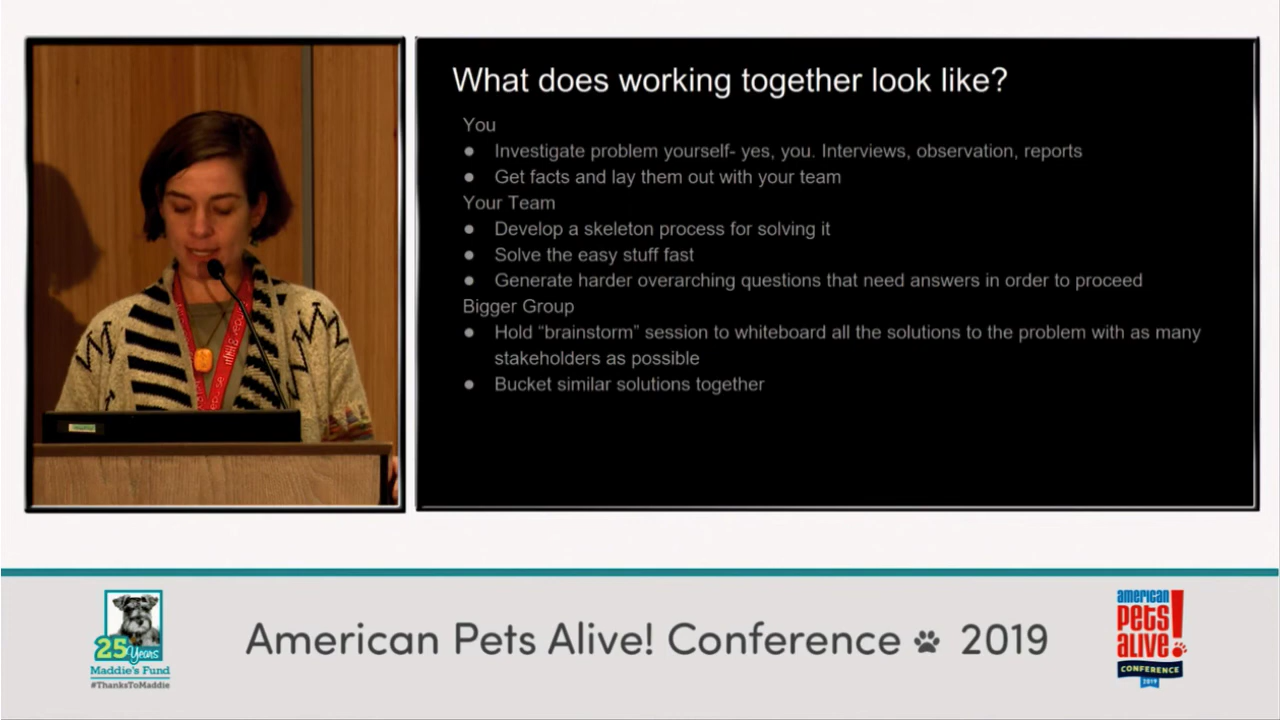 What does working together look like?
You
● Investigate problem yourself- yes, you. Interviews, observation, reports
● Get facts and lay them out with your team
Your Team
● Develop a skeleton process for solving it
● Solve the easy stuff fast
● Generate harder overarching questions that need answers in order to proceed
Bigger Group
● Hold “brainstorm” session to whiteboard all the solutions to the problem with as many
stakeholders as possible
● Bucket similar solutions together
25 Years
Maddie's Fund
#ThanksToMaddie
American Pets Alive! Conference 2019
american
pets
alive!
CONFERENCE
2019